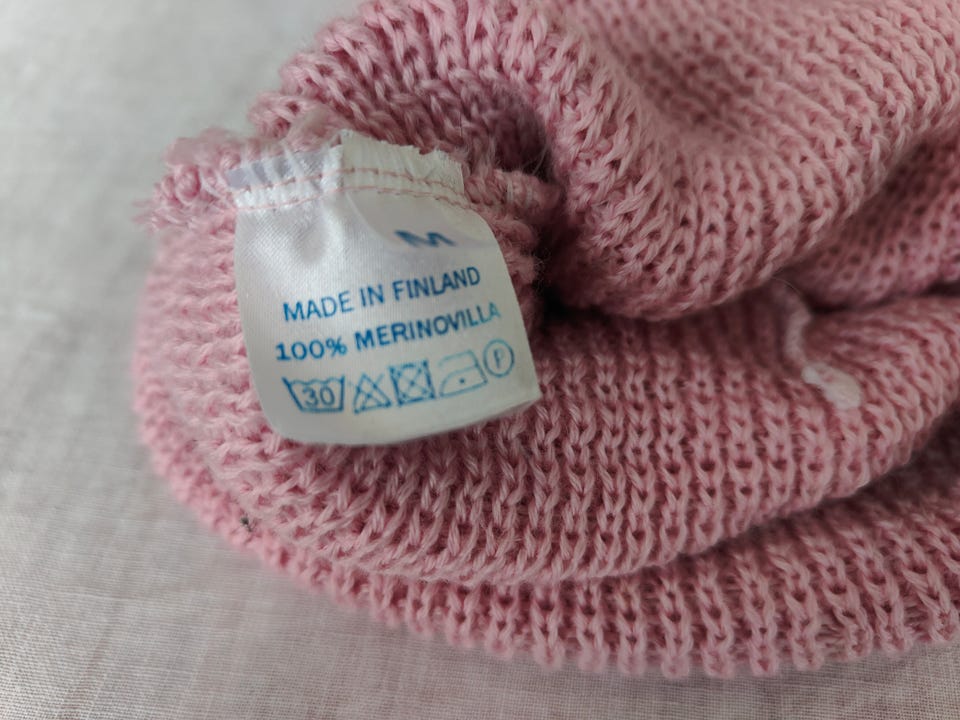 M
MADE IN FINLAND
100% MERINOVILLA
30 P